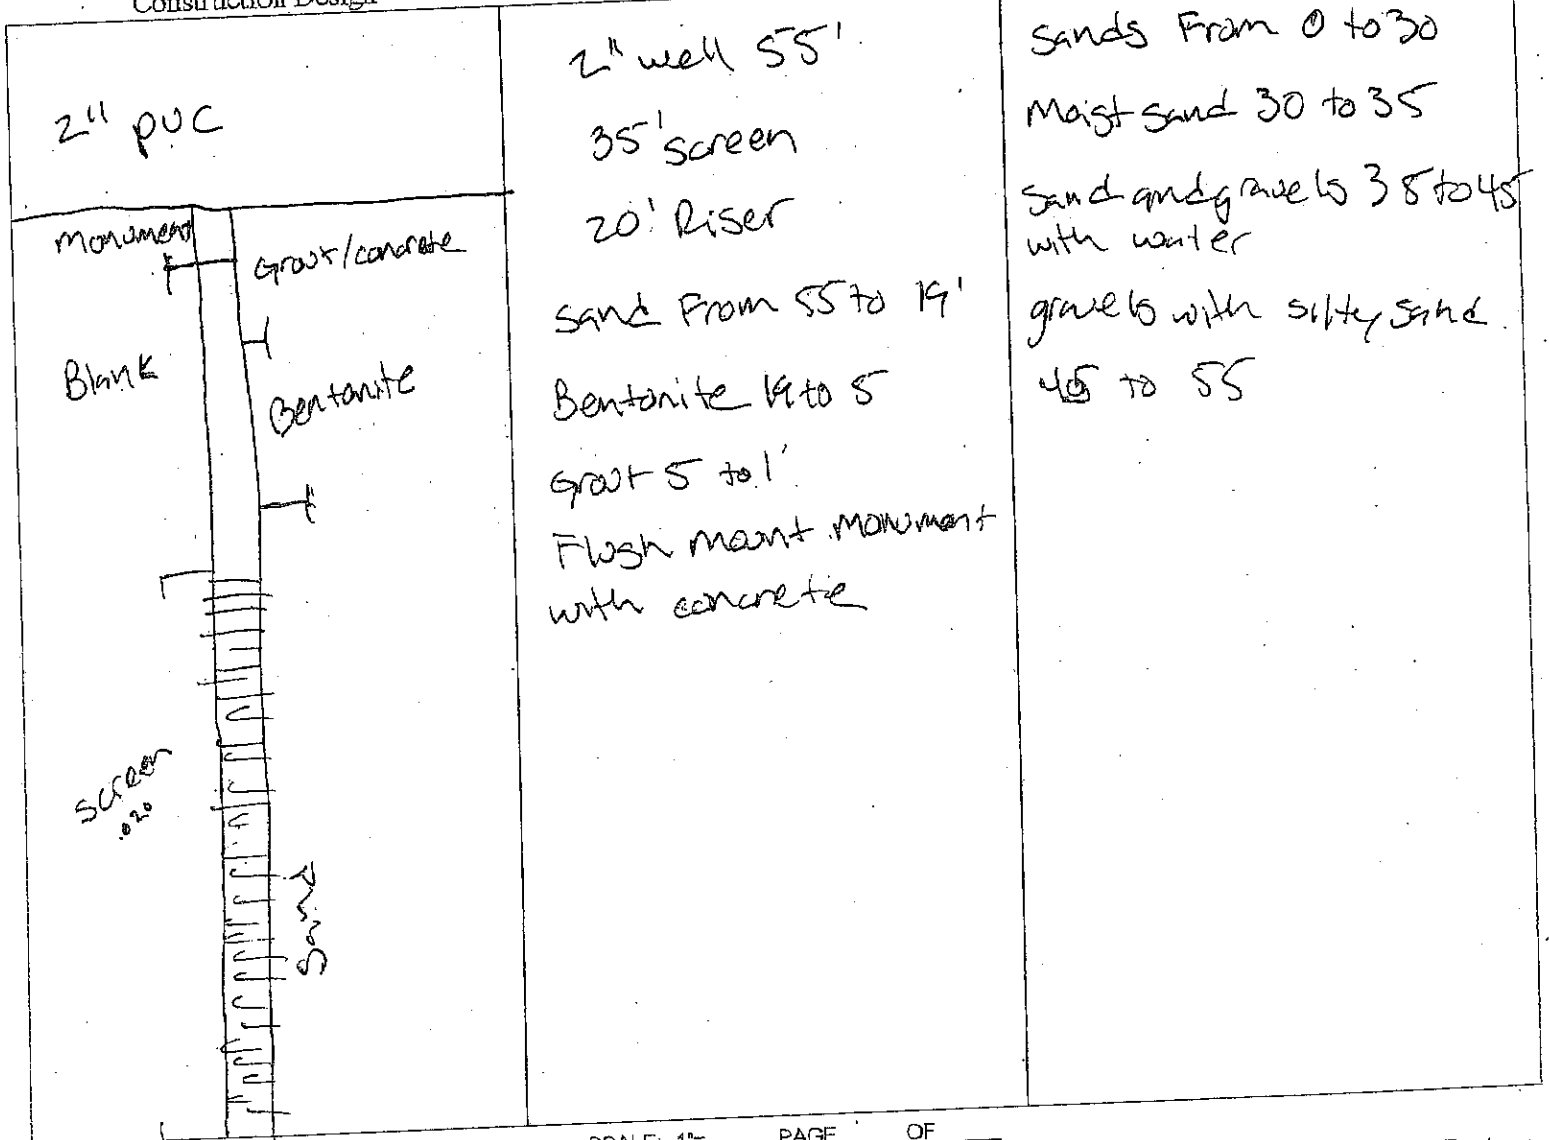 Construction Design
2" PVC
Monument
Grout/concrete
Blank
Bentonite
screen
.020
Sand
2" well 55'
35' screen
20' Riser
sand From 55 to 19'
Bentonite 19 to 5
Grout 5 to 1'
Flush mount monument
with concrete
Sands From 0 to 30
Moist sand 30 to 35
Sand and gravels 35 to 45
with water
gravels with silty sand.
45 to 55
SCALE: 1"= PAGE OF